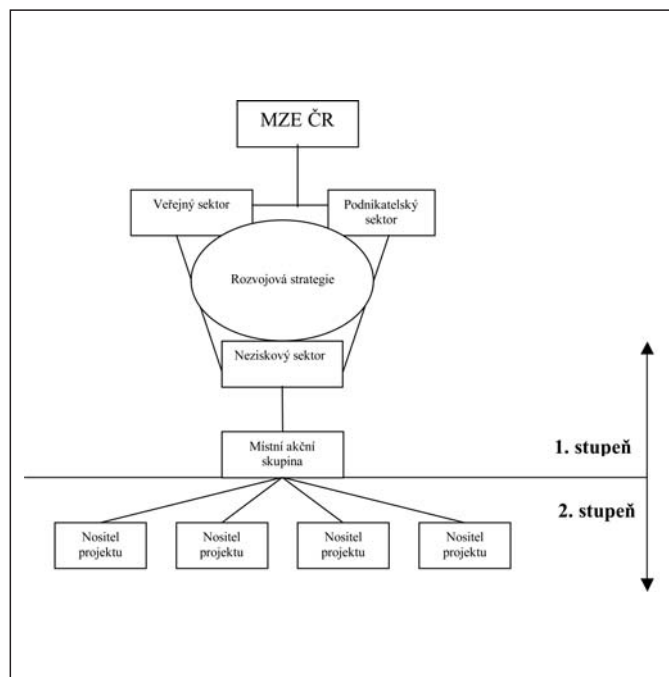 MZE ČR
Veřejný sektor
Podnikatelský
sektor
Rozvojová strategie
Neziskový sektor
Místní akční
skupina
1. stupeň
2. stupeň
Nositel
projektu
Nositel
projektu
Nositel
projektu
Nositel
projektu